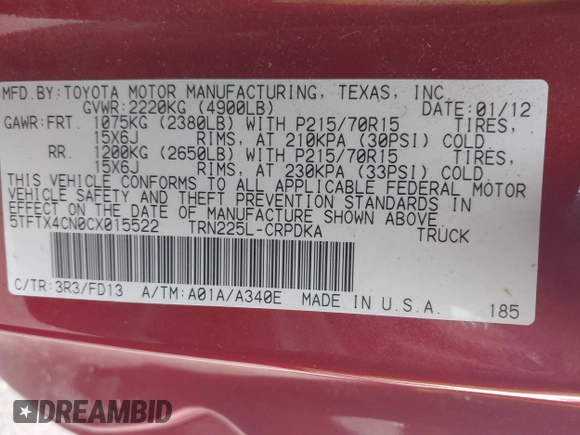 MFD.BY:TOYOTA MOTOR MANUFACTURING, TEXAS, INC.
GVWR:2220KG (4900LB) DATE:01/12
GAWR:FRT. 1075KG (2380LB) WITH P215/70R15 TIRES,
15X6J RIMS, AT 210KPA (30PSI) COLD.
RR. 1200KG (2650LB) WITH P215/70R15 TIRES,
15X6J RIMS, AT 230KPA (33PSI) COLD.
THIS VEHICLE CONFORMS TO ALL APPLICABLE FEDERAL MOTOR
VEHICLE SAFETY AND THEFT PREVENTION STANDARDS IN
EFFECT ON THE DATE OF MANUFACTURE SHOWN ABOVE.
5TFTX4CN0CX015522 TRN225L-CRPDKA TRUCK
C/TR:3R3/FD13 A/TM:A01A/A340E MADE IN U.S.A. 185
DREAMBID